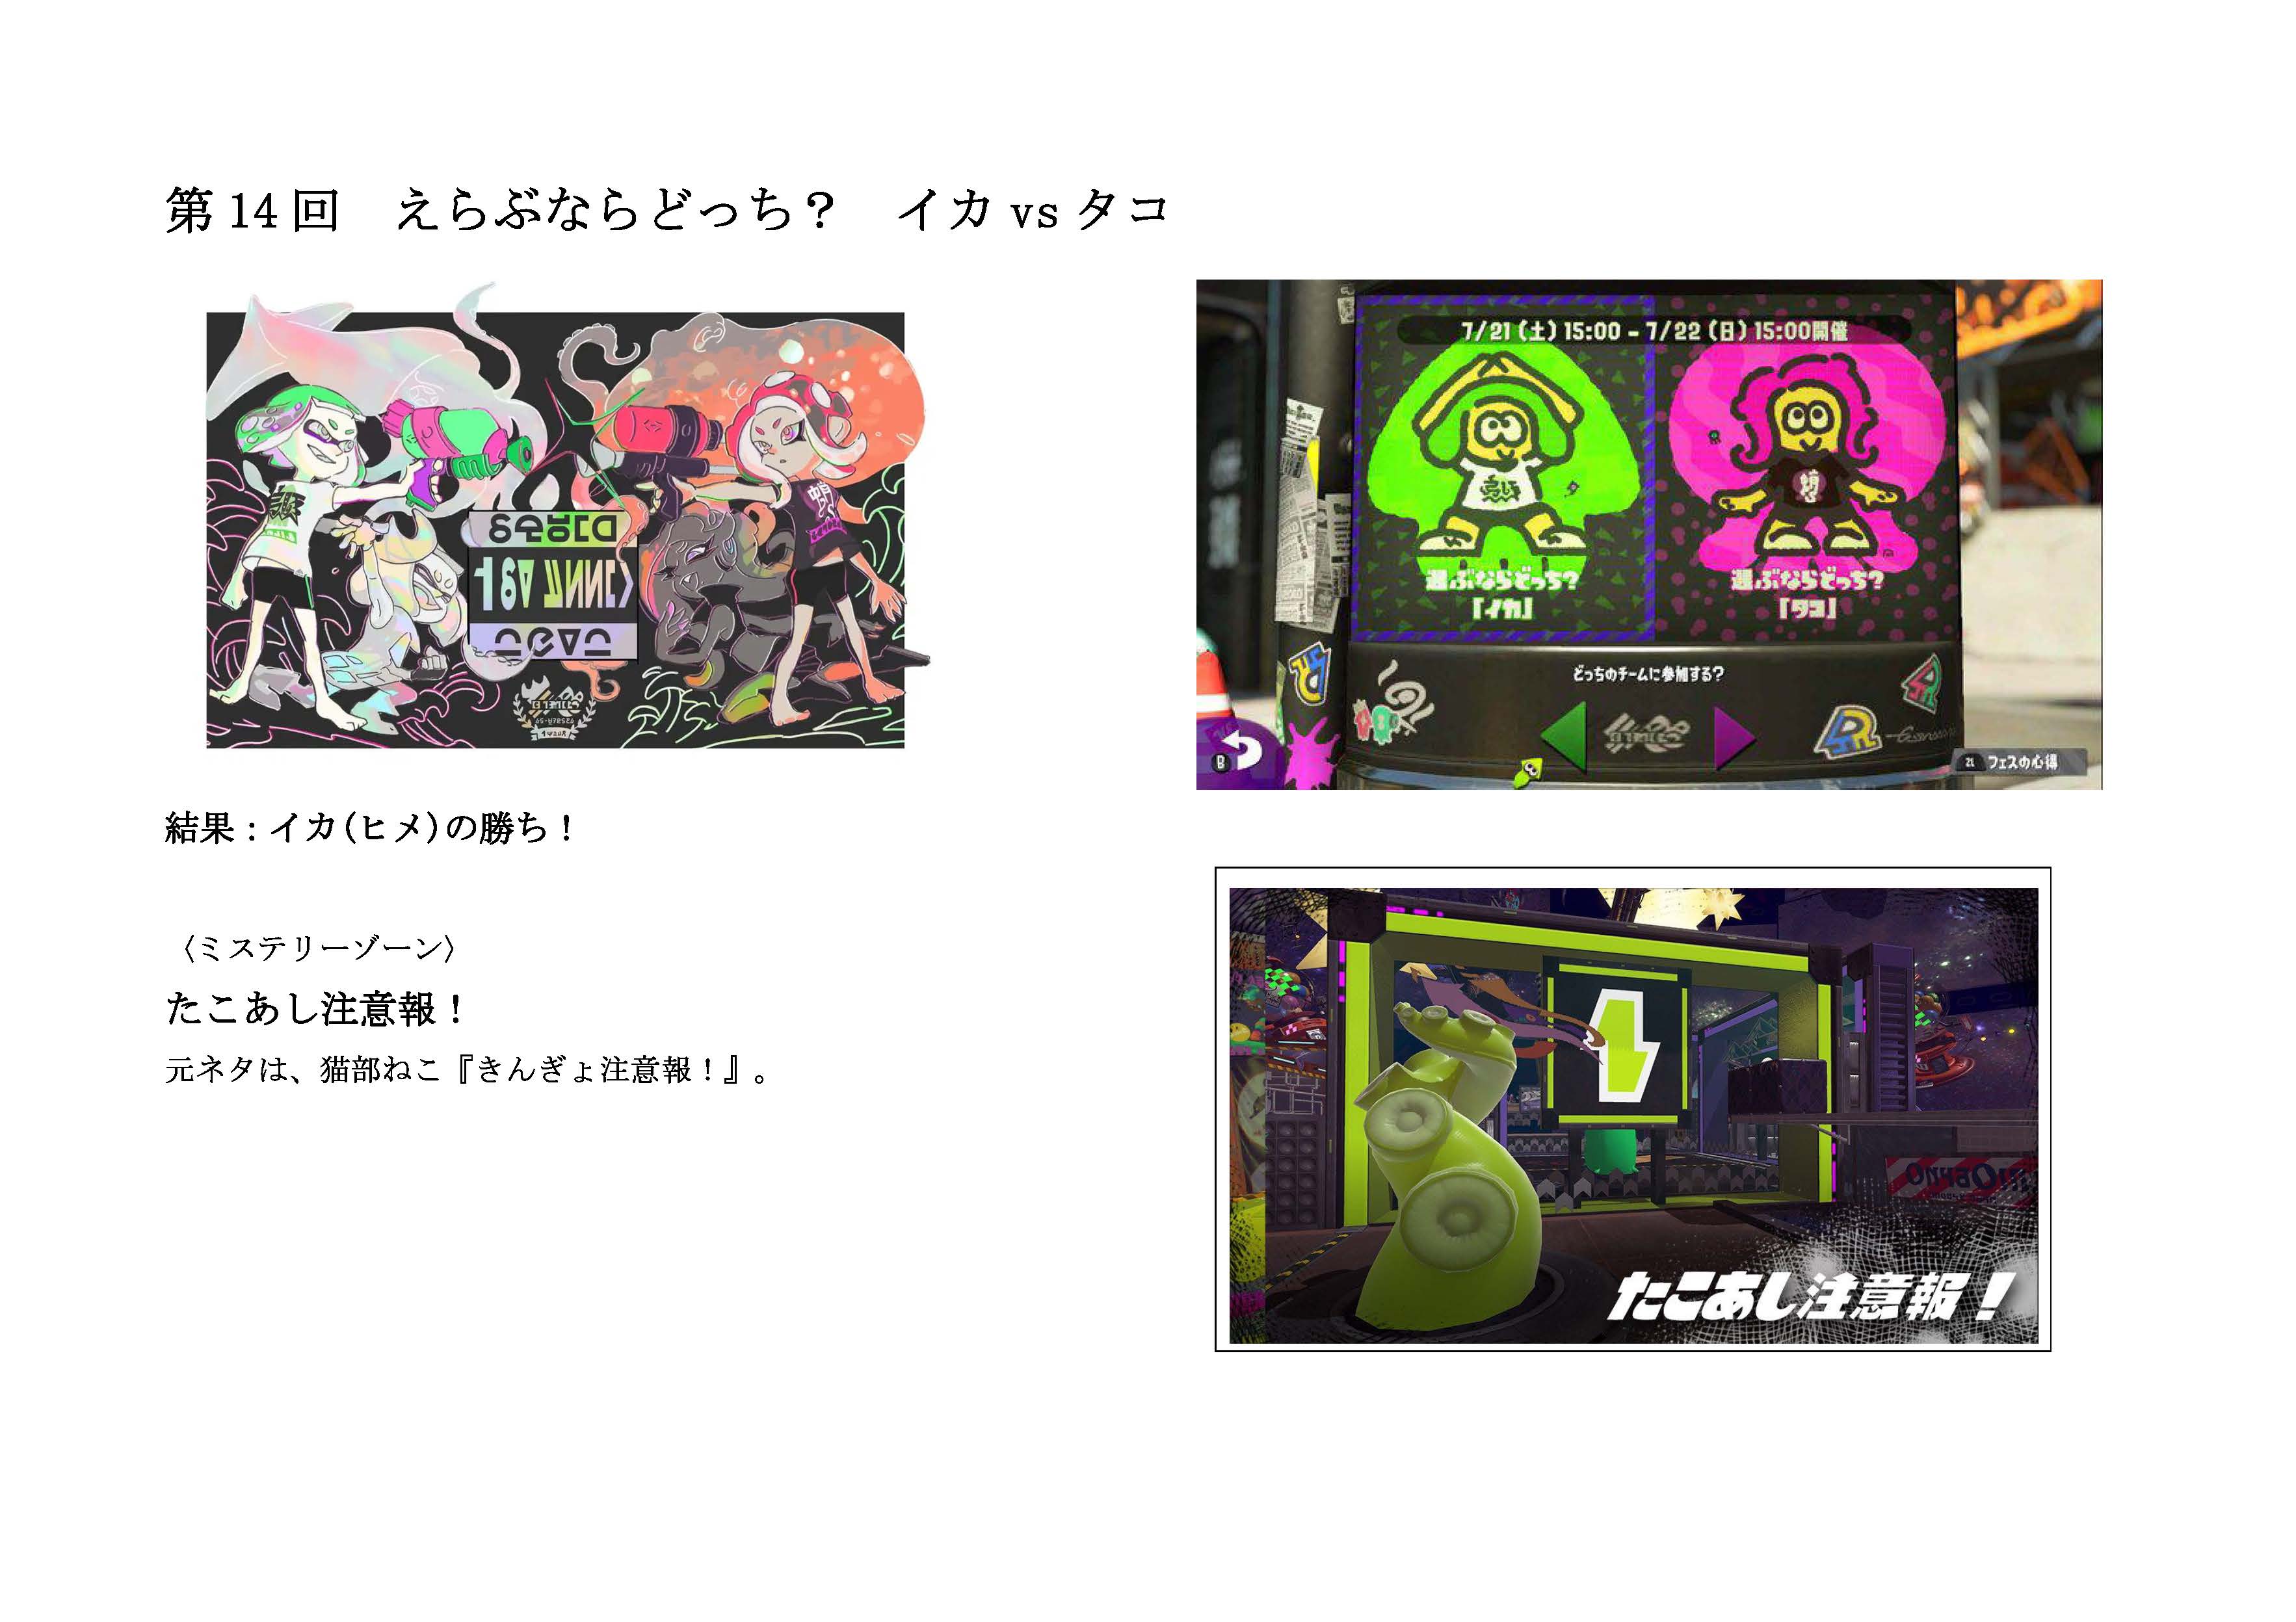 第14回　えらぶならどっち？　イカ vs タコ
7/21（土）15:00 – 7/22（日）15:00開催
選ぶならどっち？
「イカ」
選ぶならどっち？
「タコ」
どっちのチームに参加する？
B
フェスの心得
結果：イカ(ヒメ)の勝ち！
〈ミステリーゾーン〉
たこあし注意報！
元ネタは、猫部ねこ『きんぎょ注意報！』。
たこあし注意報！